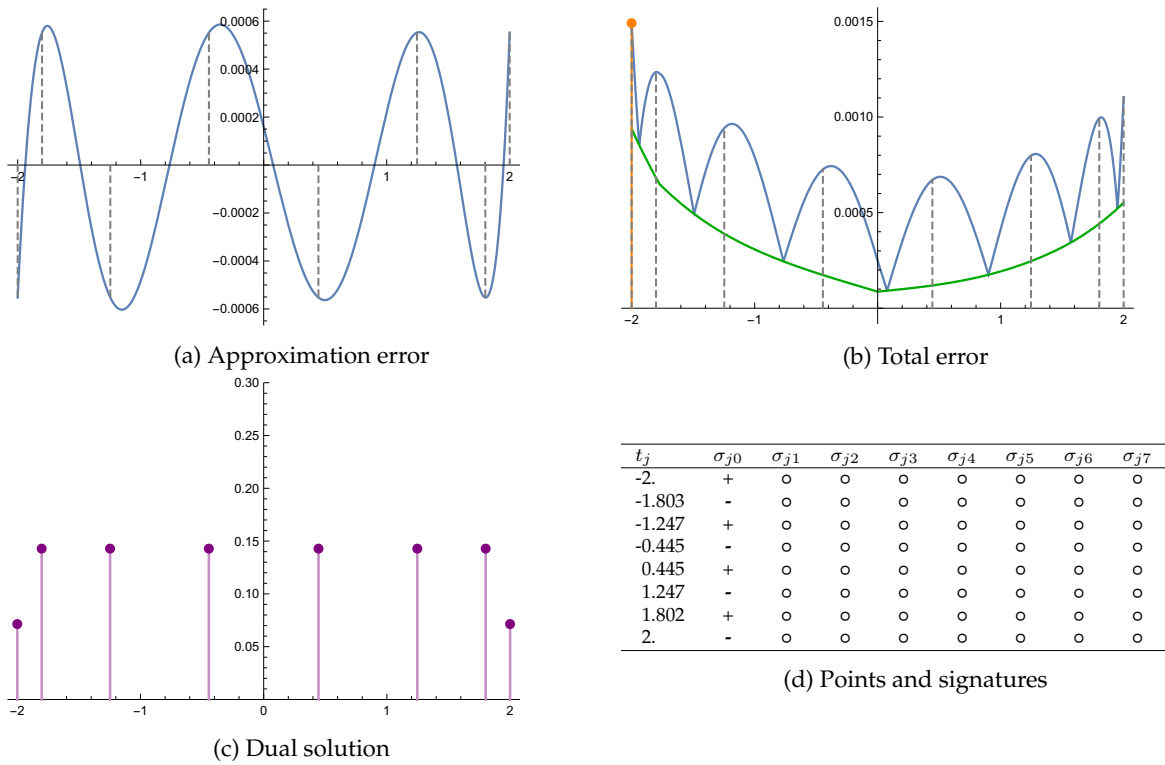 0.0006
0.0004
0.0002
-2 -1 1 2
-0.0002
-0.0004
-0.0006
(a) Approximation error
0.0015
0.0010
0.0005
-2 -1 1 2
(b) Total error
0.30
0.25
0.20
0.15
0.10
0.05
-2 -1 0 1 2
(c) Dual solution
t_j σ_j0 σ_j1 σ_j2 σ_j3 σ_j4 σ_j5 σ_j6 σ_j7
-2. + o o o o o o o
-1.803 - o o o o o o o
-1.247 + o o o o o o o
-0.445 - o o o o o o o
0.445 + o o o o o o o
1.247 - o o o o o o o
1.802 + o o o o o o o
2. - o o o o o o o
(d) Points and signatures